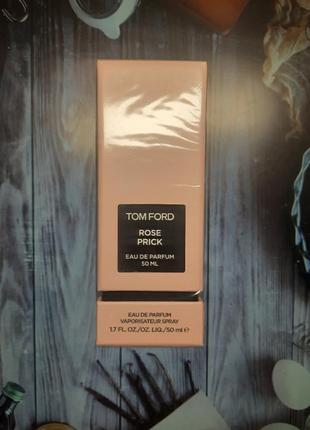 TOM FORD
ROSE
PRICK
EAU DE PARFUM
50 ML
EAU DE PARFUM
VAPORISATEUR SPRAY
1.7 FL. OZ./OZ. LIQ./50 ml ℮